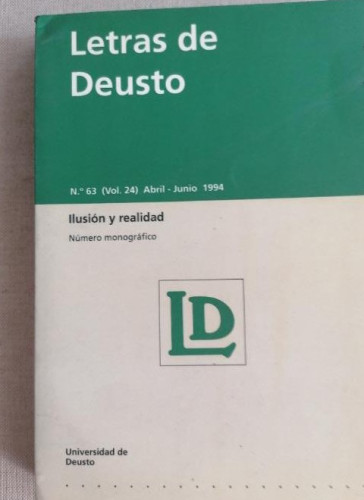 Letras de
Deusto
N.º 63 (Vol. 24) Abril - Junio 1994
Ilusión y realidad
Número monográfico
LD
Universidad de
Deusto